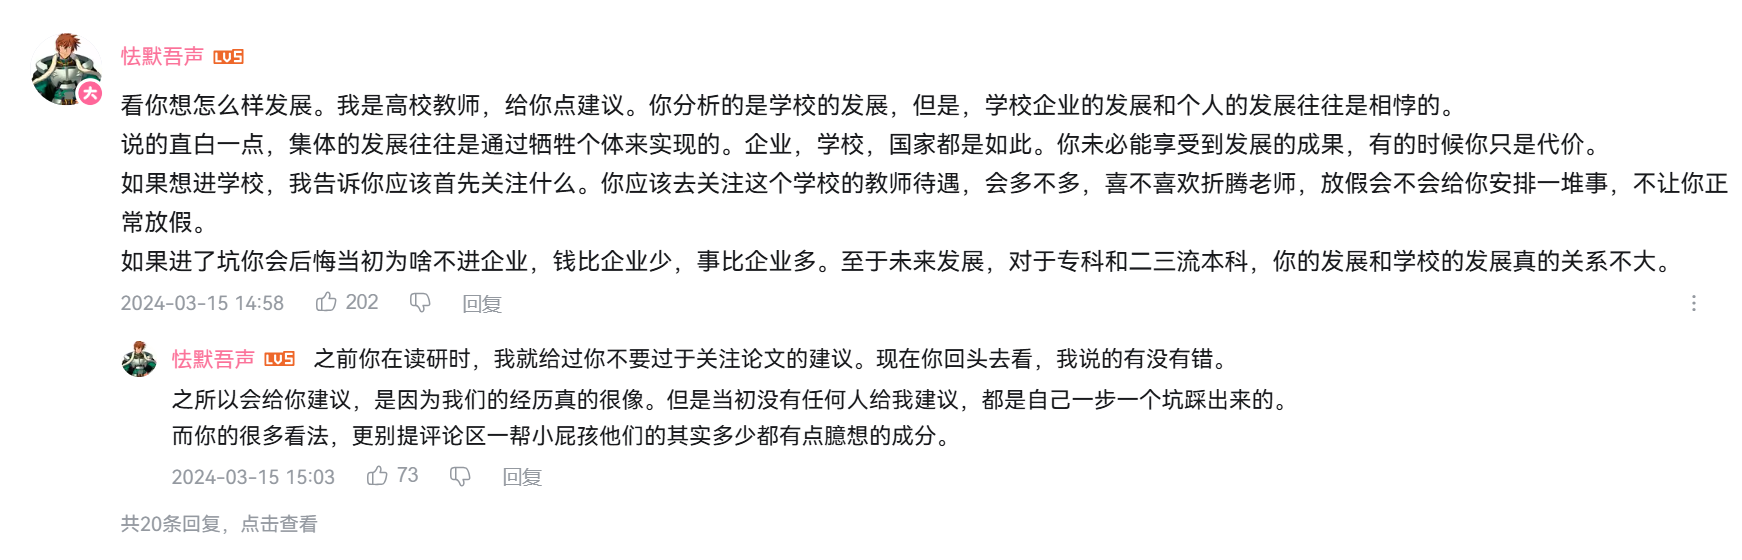 怯默吾声 LV5
大
看你想怎么样发展。我是高校教师，给你点建议。你分析的是学校的发展，但是，学校企业的发展和个人的发展往往是相悖的。
说的直白一点，集体的发展往往是通过牺牲个体来实现的。企业，学校，国家都是如此。你未必能享受到发展的成果，有的时候你只是代价。
如果想进学校，我告诉你应该首先关注什么。你应该去关注这个学校的教师待遇，会多不多，喜不喜欢折腾老师，放假会不会给你安排一堆事，不让你正
常放假。
如果进了坑你会后悔当初为啥不进企业，钱比企业少，事比企业多。至于未来发展，对于专科和二三流本科，你的发展和学校的发展真的关系不大。
2024-03-15 14:58 202 回复
怯默吾声 LV5 之前你在读研时，我就给过你不要过于关注论文的建议。现在你回头去看，我说的有没有错。
之所以会给你建议，是因为我们的经历真的很像。但是当初没有任何人给我建议，都是自己一步一个坑踩出来的。
而你的很多看法，更别提评论区一帮小屁孩他们的其实多少都有点臆想的成分。
2024-03-15 15:03 73 回复
共20条回复，点击查看